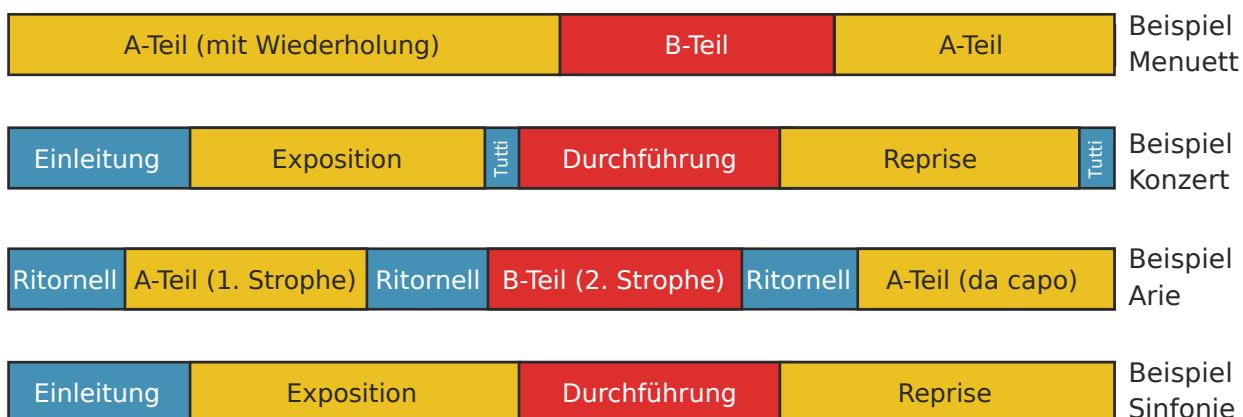 A-Teil (mit Wiederholung) B-Teil A-Teil
Beispiel
Menuett
Einleitung Exposition Tutti Durchführung Reprise Tutti
Beispiel
Konzert
Ritornell A-Teil (1. Strophe) Ritornell B-Teil (2. Strophe) Ritornell A-Teil (da capo)
Beispiel
Arie
Einleitung Exposition Durchführung Reprise
Beispiel
Sinfonie